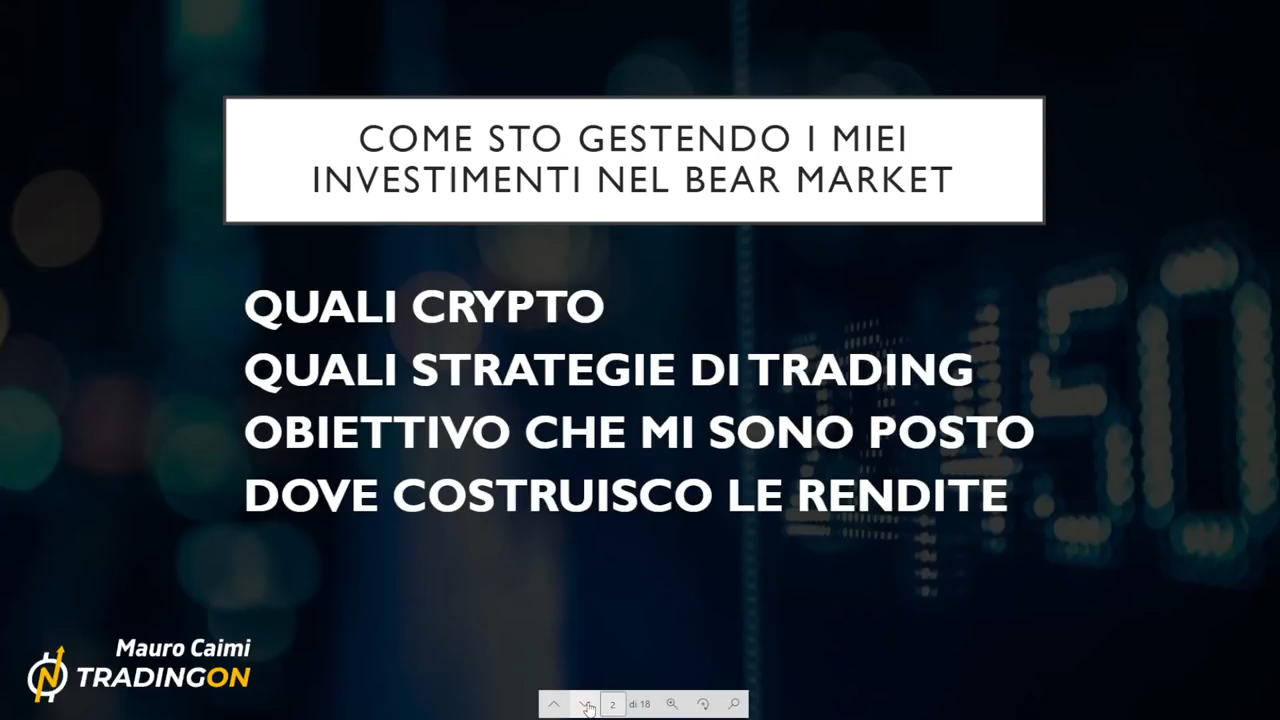 COME STO GESTENDO I MIEI
INVESTIMENTI NEL BEAR MARKET
QUALI CRYPTO
QUALI STRATEGIE DI TRADING
OBIETTIVO CHE MI SONO POSTO
DOVE COSTRUISCO LE RENDITE
Mauro Caimi
TRADINGON
2 di 18